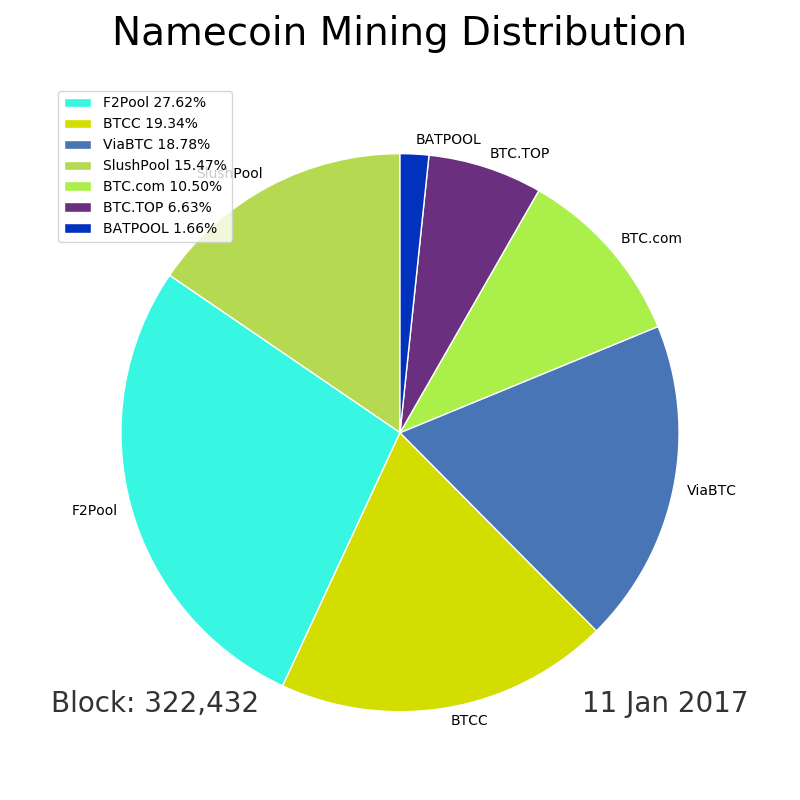 Namecoin Mining Distribution
F2Pool 27.62%
BTCC 19.34%
ViaBTC 18.78%
SlushPool 15.47%
BTC.com 10.50%
BTC.TOP 6.63%
BATPOOL 1.66%
BATPOOL
BTC.TOP
SlushPool
BTC.com
ViaBTC
F2Pool
BTCC
Block: 322,432
11 Jan 2017